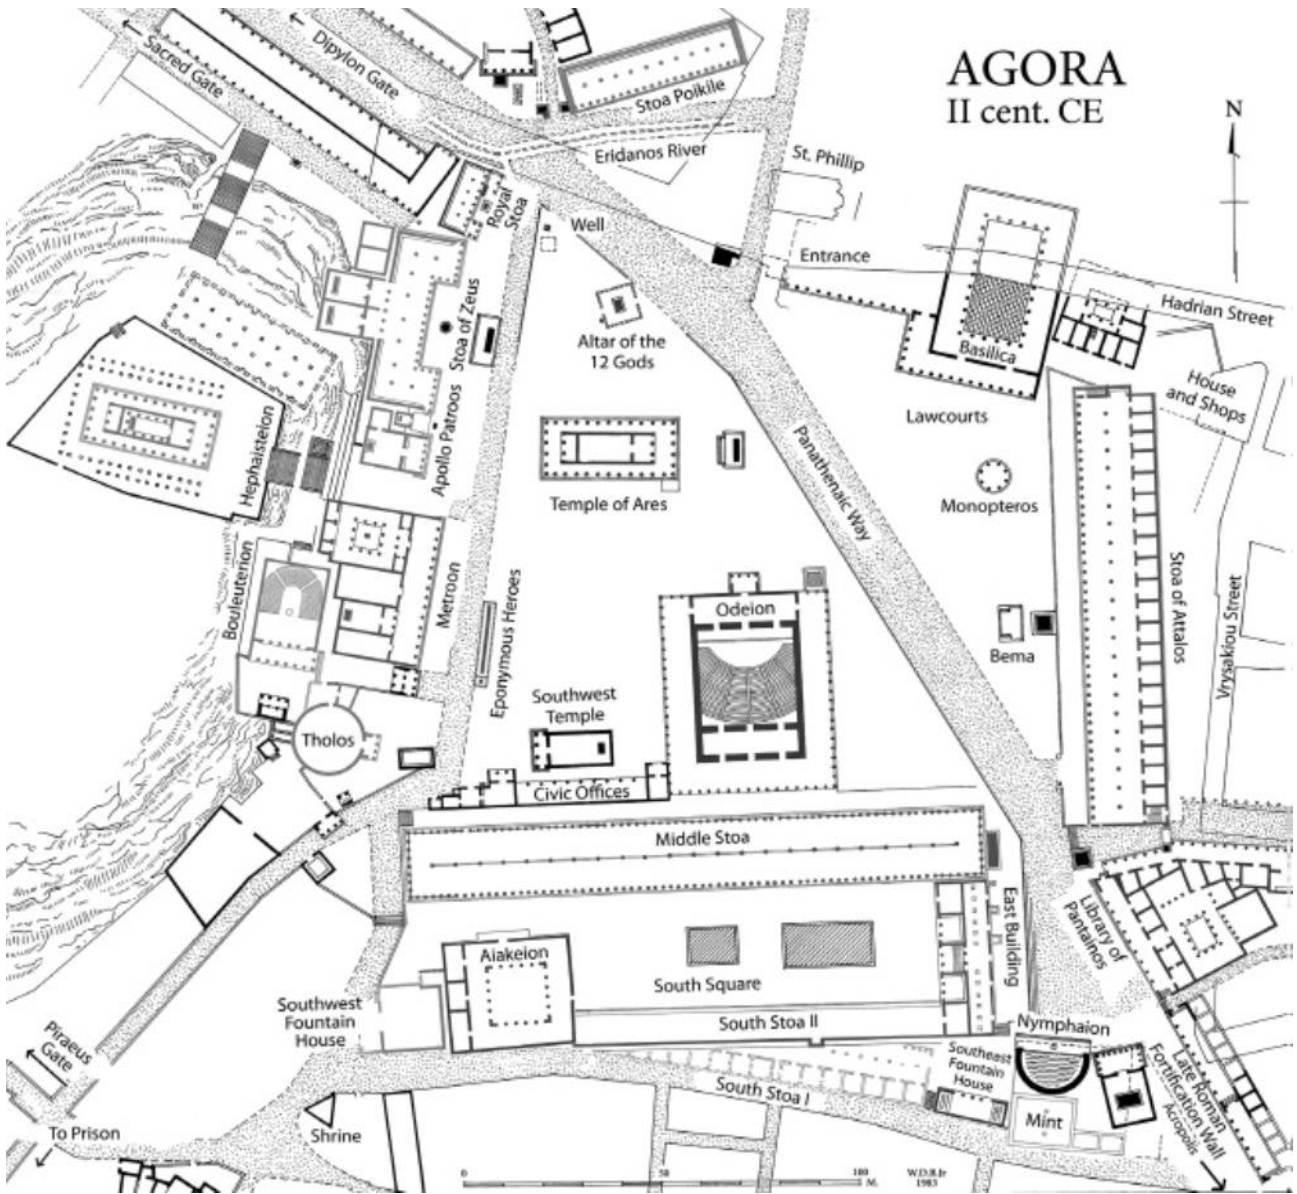 AGORA
II cent. CE
N
Sacred Gate
Dipylon Gate
Stoa Poikile
Eridanos River
St. Phillip
Royal
Stoa
Well
Entrance
Hadrian Street
Stoa of Zeus
Altar of the
12 Gods
Basilica
House
and Shops
Lawcourts
Hephaisteion
Apollo Patroos
Temple of Ares
Panathenaic Way
Monopteros
Bouleuterion
Metroon
Eponymous Heroes
Odeion
Bema
Stoa of Attalos
Vrysakiou Street
Southwest
Temple
Tholos
Civic Offices
Middle Stoa
East Building
Library of
Pantainos
Aiakeion
South Square
Southwest
Fountain
House
South Stoa II
Nymphaion
Piraeus
Gate
Southeast
Fountain
House
Late Roman
Fortification Wall
Acropolis
South Stoa I
Mint
To Prison
Shrine
0
50
100
M.
W.D.B.Jr
1983